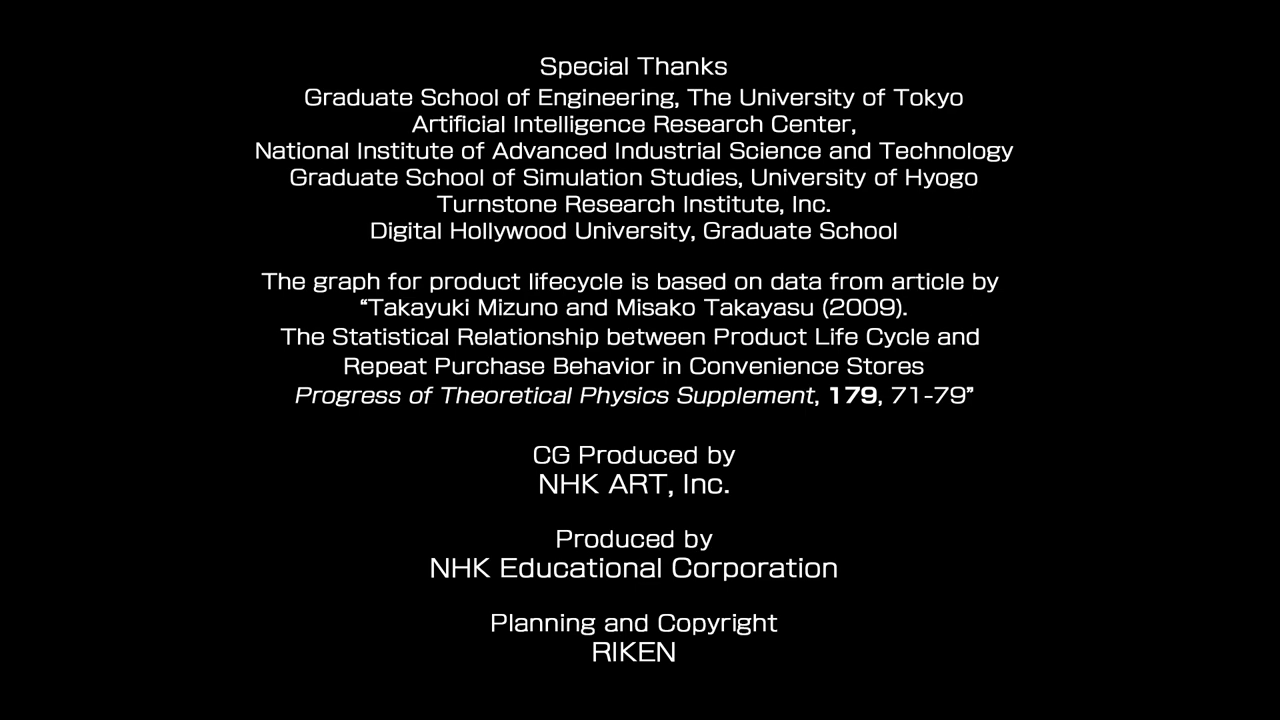 Special Thanks
Graduate School of Engineering, The University of Tokyo
Artificial Intelligence Research Center,
National Institute of Advanced Industrial Science and Technology
Graduate School of Simulation Studies, University of Hyogo
Turnstone Research Institute, Inc.
Digital Hollywood University, Graduate School
The graph for product lifecycle is based on data from article by
“Takayuki Mizuno and Misako Takayasu (2009).
The Statistical Relationship between Product Life Cycle and
Repeat Purchase Behavior in Convenience Stores
Progress of Theoretical Physics Supplement, 179, 71-79”
CG Produced by
NHK ART, Inc.
Produced by
NHK Educational Corporation
Planning and Copyright
RIKEN